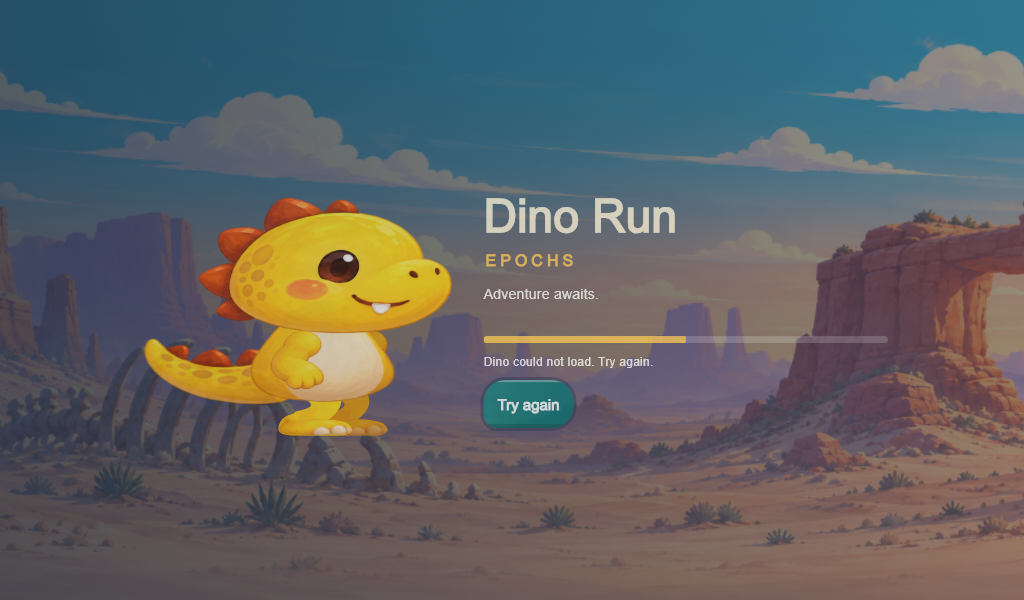 Dino Run
EPOCHS
Adventure awaits.
Dino could not load. Try again.
Try again